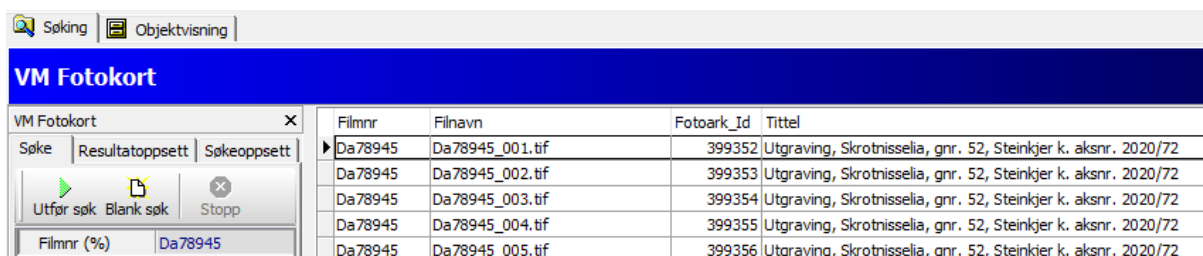 Søking Objektvisning
VM Fotokort
VM Fotokort X
Søke Resultatoppsett Søkeoppsett
Utfør søk Blank søk Stopp
Filmnr (%) Da78945
Filmnr Filnavn Fotoark_Id Tittel
Da78945 Da78945_001.tif 399352 Utgraving, Skrotnisselia, gnr. 52, Steinkjer k. aksnr. 2020/72
Da78945 Da78945_002.tif 399353 Utgraving, Skrotnisselia, gnr. 52, Steinkjer k. aksnr. 2020/72
Da78945 Da78945_003.tif 399354 Utgraving, Skrotnisselia, gnr. 52, Steinkjer k. aksnr. 2020/72
Da78945 Da78945_004.tif 399355 Utgraving, Skrotnisselia, gnr. 52, Steinkjer k. aksnr. 2020/72
Da78945 Da78945_005.tif 399356 Utgraving, Skrotnisselia, gnr. 52, Steinkjer k. aksnr. 2020/72